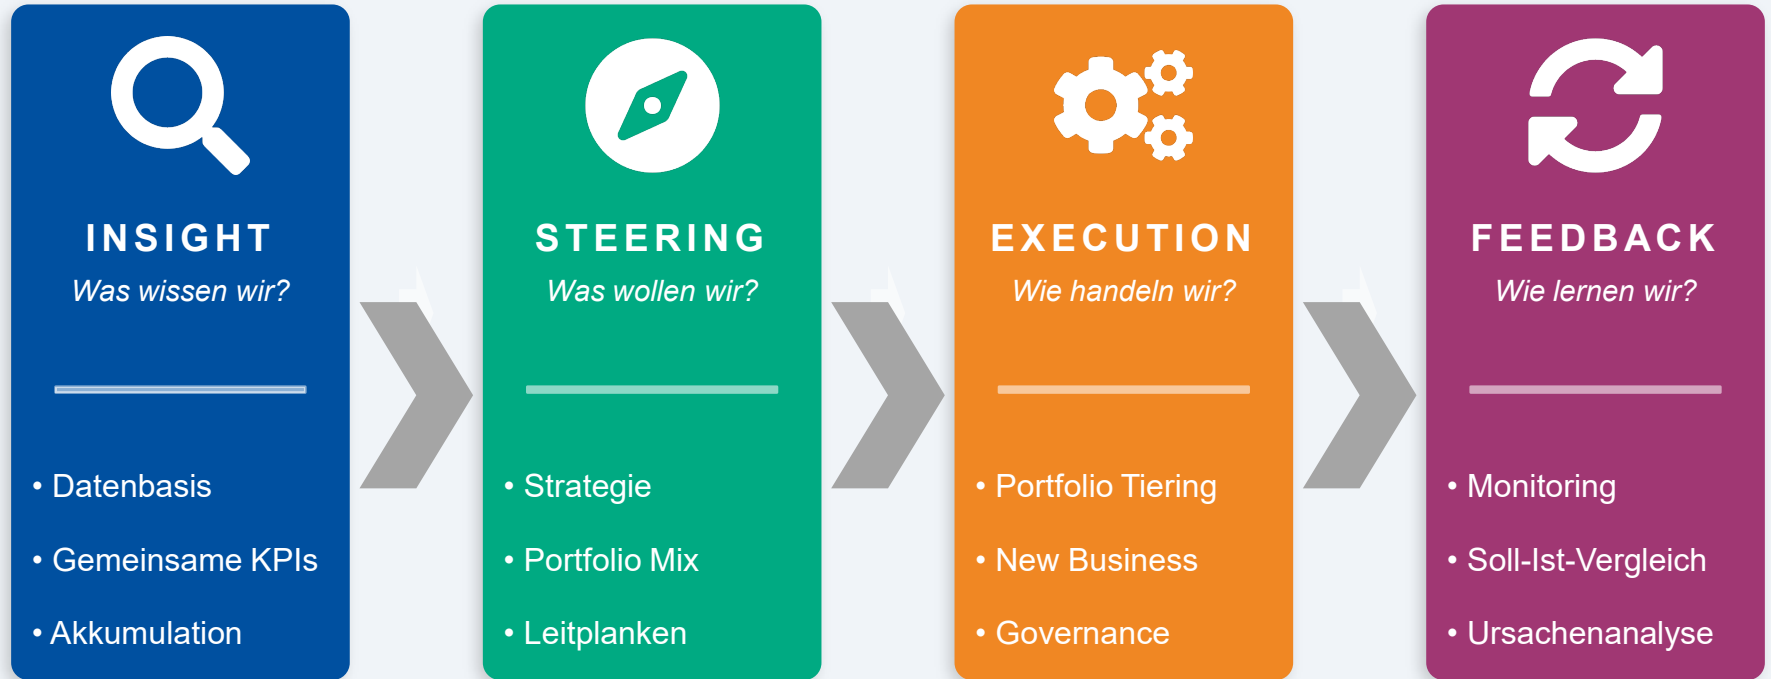 INSIGHT
Was wissen wir?
• Datenbasis
• Gemeinsame KPIs
• Akkumulation
STEERING
Was wollen wir?
• Strategie
• Portfolio Mix
• Leitplanken
EXECUTION
Wie handeln wir?
• Portfolio Tiering
• New Business
• Governance
FEEDBACK
Wie lernen wir?
• Monitoring
• Soll-Ist-Vergleich
• Ursachenanalyse